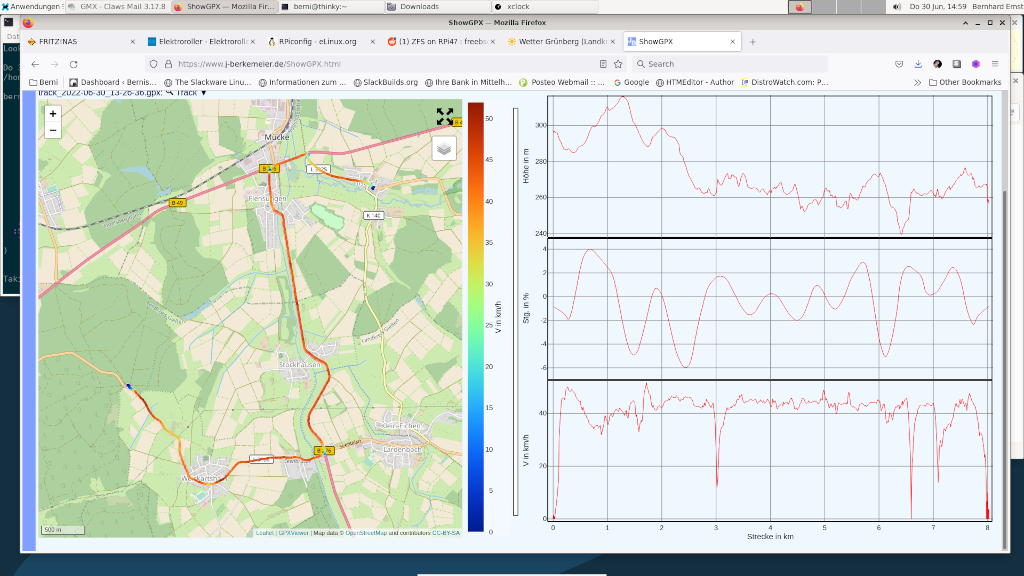 Anwendungen
GMX - Claws Mail 3.17.8
ShowGPX — Mozilla Fir...
berni@thinky:~
Downloads
xclock
Do 30 Jun, 14:59 Bernhard Ernst
ShowGPX — Mozilla Firefox
FRITZ!NAS
Elektroroller - Elektrorolle
RPiconfig - eLinux.org
(1) ZFS on RPi4? : freebs
Wetter Grünberg (Landk
ShowGPX
https://www.j-berkemeier.de/ShowGPX.html
Search
Berni
Dashboard ‹ Bernis...
The Slackware Linu...
Informationen zum ...
SlackBuilds.org
Ihre Bank in Mittelh...
Posteo Webmail :: ...
Google
HTMEditor - Author
DistroWatch.com: P...
Other Bookmarks
Track_2022-06-30_13-26-36.gpx: Track ▼
+
−
Mücke
B 49
Flensungen
K 140
Stockhausen
Klein-Eichen
Lardenbach
Weickartshain
500 m
Leaflet | GPXViewer | Map data © OpenStreetMap and contributors CC-BY-SA
50
45
40
35
30
25
20
15
10
5
0
V in km/h
300
280
260
240
Höhe in m
4
2
0
-2
-4
-6
Stg. in %
40
20
0
V in km/h
0 1 2 3 4 5 6 7 8
Strecke in km